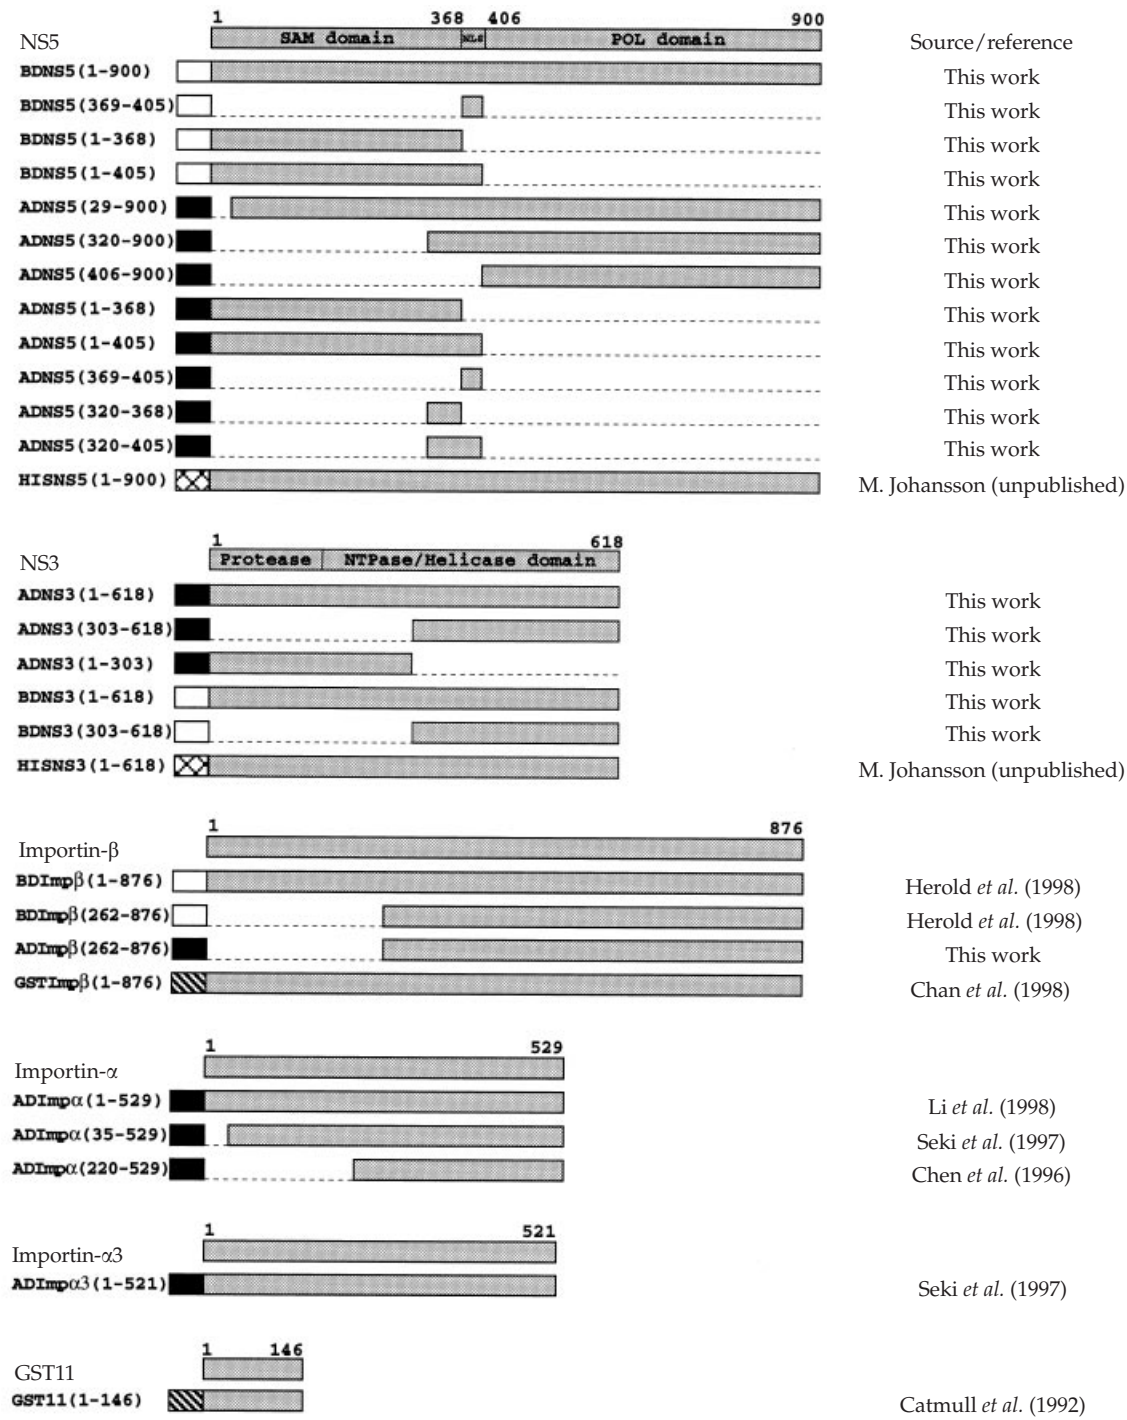 1 368 406 900
NS5 SAM domain NLS POL domain Source/reference
BDNS5(1-900) This work
BDNS5(369-405) This work
BDNS5(1-368) This work
BDNS5(1-405) This work
ADNS5(29-900) This work
ADNS5(320-900) This work
ADNS5(406-900) This work
ADNS5(1-368) This work
ADNS5(1-405) This work
ADNS5(369-405) This work
ADNS5(320-368) This work
ADNS5(320-405) This work
HISNS5(1-900) M. Johansson (unpublished)
1 618
NS3 Protease NTPase/Helicase domain
ADNS3(1-618) This work
ADNS3(303-618) This work
ADNS3(1-303) This work
BDNS3(1-618) This work
BDNS3(303-618) This work
HISNS3(1-618) M. Johansson (unpublished)
1 876
Importin-β
BDImpβ(1-876) Herold et al. (1998)
BDImpβ(262-876) Herold et al. (1998)
ADImpβ(262-876) This work
GSTImpβ(1-876) Chan et al. (1998)
1 529
Importin-α
ADImpα(1-529) Li et al. (1998)
ADImpα(35-529) Seki et al. (1997)
ADImpα(220-529) Chen et al. (1996)
1 521
Importin-α3
ADImpα3(1-521) Seki et al. (1997)
1 146
GST11
GST11(1-146) Catmull et al. (1992)